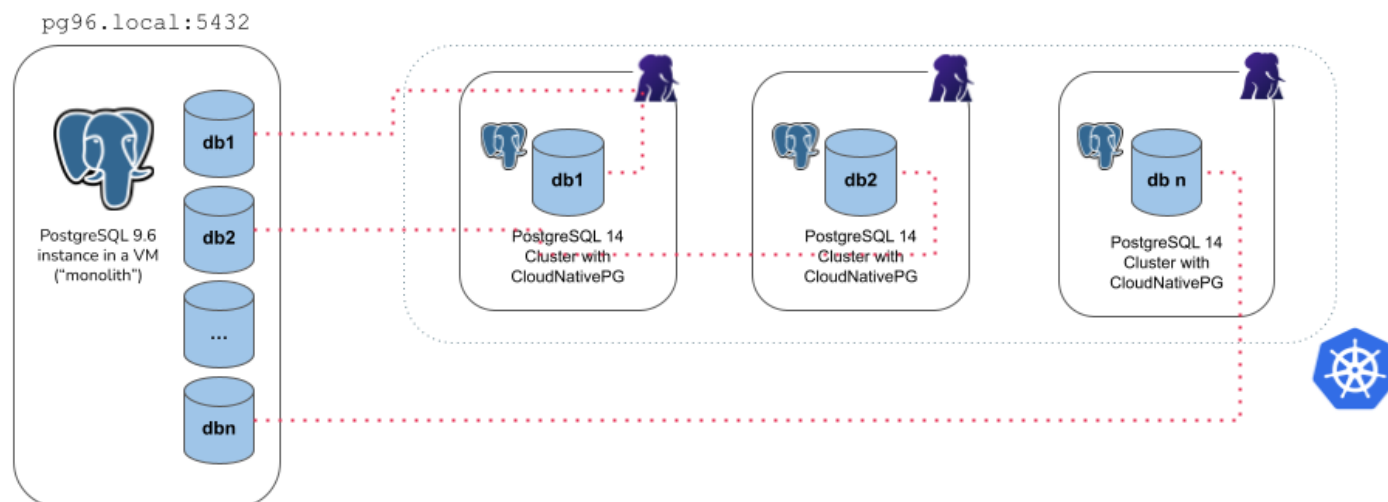 pg96.local:5432
db1
PostgreSQL 9.6
instance in a VM
(“monolith”)
db2
...
dbn
db1
PostgreSQL 14
Cluster with
CloudNativePG
db2
PostgreSQL 14
Cluster with
CloudNativePG
db n
PostgreSQL 14
Cluster with
CloudNativePG